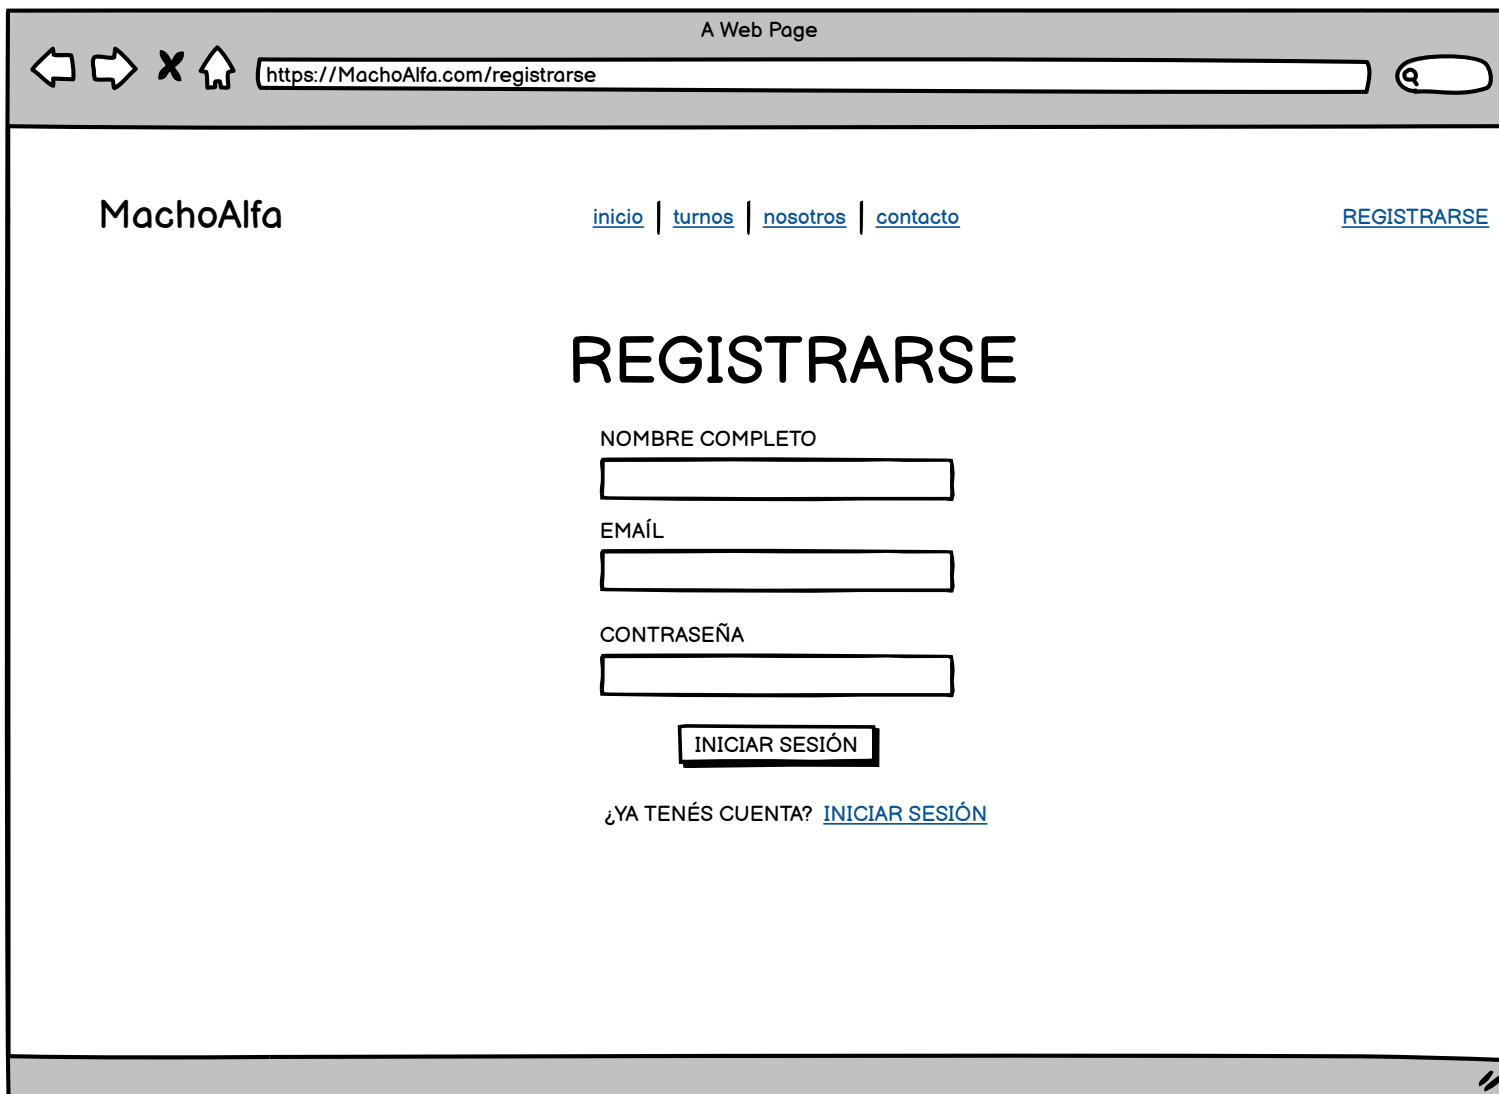 A Web Page
https://MachoAlfa.com/registrarse
MachoAlfa
inicio turnos nosotros contacto
REGISTRARSE
REGISTRARSE
NOMBRE COMPLETO
EMAÍL
CONTRASEÑA
INICIAR SESIÓN
¿YA TENÉS CUENTA? INICIAR SESIÓN